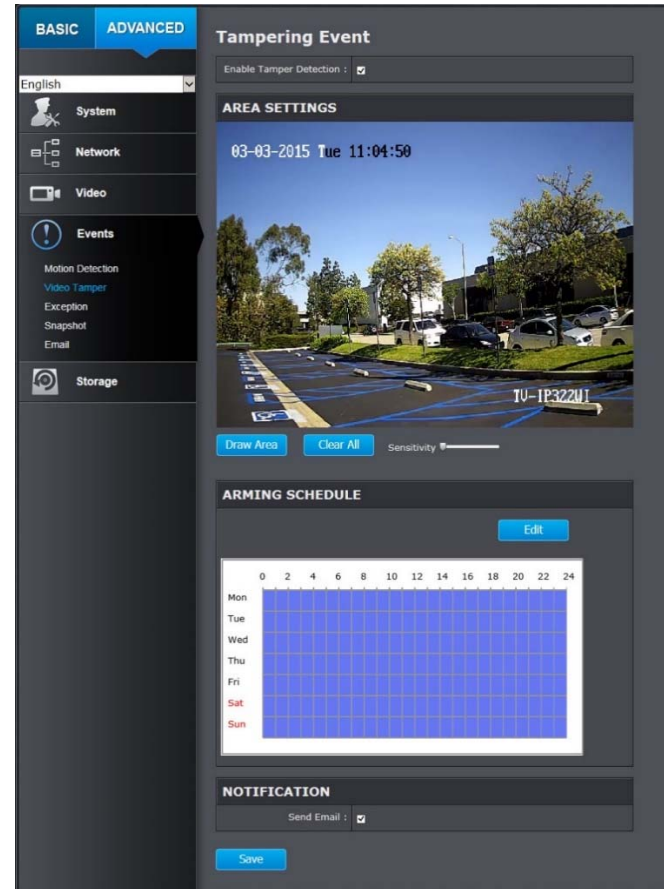 BASIC ADVANCED
English
System
Network
Video
Events
Motion Detection
Video Tamper
Exception
Snapshot
Email
Storage
Tampering Event
Enable Tamper Detection :
AREA SETTINGS
03-03-2015 Tue 11:04:50
TV-IP322WI
Draw Area Clear All Sensitivity
ARMING SCHEDULE
Edit
0 2 4 6 8 10 12 14 16 18 20 22 24
Mon
Tue
Wed
Thu
Fri
Sat
Sun
NOTIFICATION
Send Email :
Save